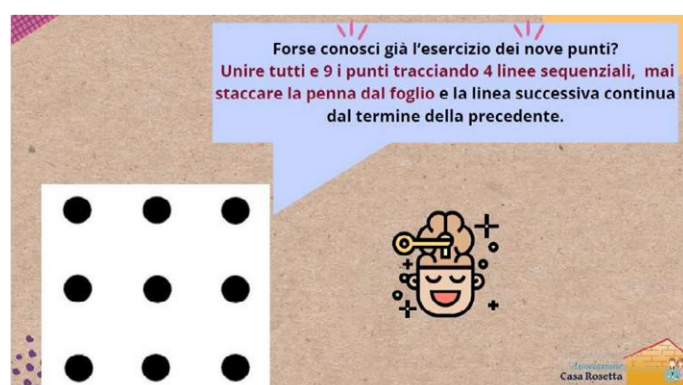 Forse conosci già l'esercizio dei nove punti?
Unire tutti e 9 i punti tracciando 4 linee sequenziali, mai
staccare la penna dal foglio e la linea successiva continua
dal termine della precedente.
Associazione
Casa Rosetta